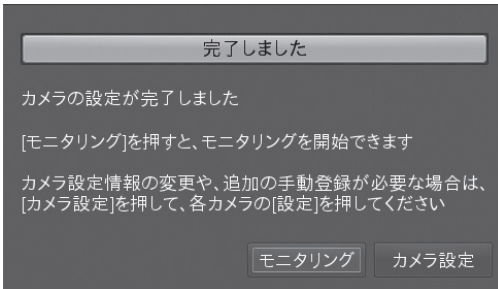 完了しました
カメラの設定が完了しました
[モニタリング]を押すと、モニタリングを開始できます
カメラ設定情報の変更や、追加の手動登録が必要な場合は、
[カメラ設定]を押して、各カメラの[設定]を押してください
モニタリング
カメラ設定